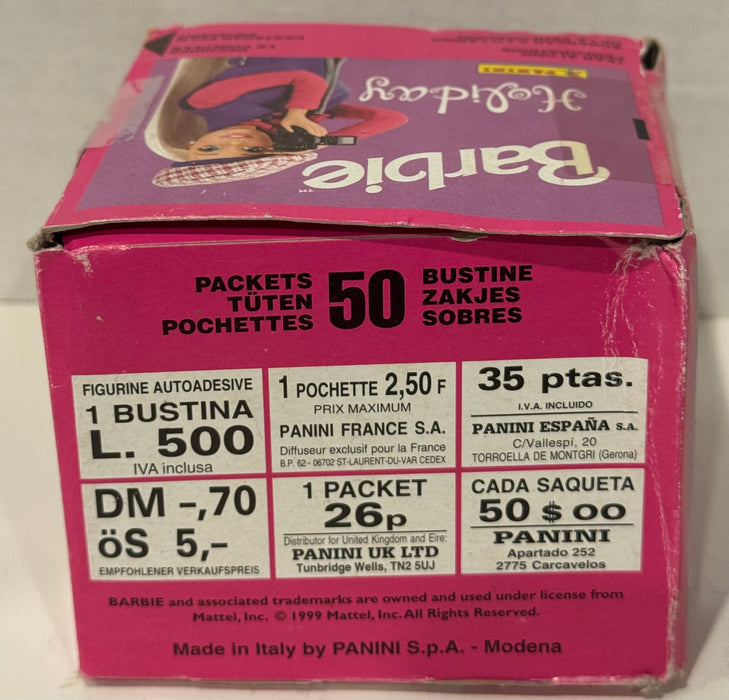 PANINI
Holiday
Barbie
TM
PACKETS
TÜTEN
POCHETTES
50
BUSTINE
ZAKJES
SOBRES
FIGURINE AUTOADESIVE
1 BUSTINA
L. 500
IVA inclusa
1 POCHETTE 2,50 F
PRIX MAXIMUM
PANINI FRANCE S.A.
Diffuseur exclusif pour la France
B.P. 62 - 06702 ST-LAURENT-DU-VAR CEDEX
35 ptas.
I.V.A. INCLUIDO
PANINI ESPAÑA S.A.
C/Vallespí, 20
TORROELLA DE MONTGRI (Gerona)
DM -,70
öS 5,-
EMPFOHLENER VERKAUFSPREIS
1 PACKET
26p
Distributor for United Kingdom and Eire:
PANINI UK LTD
Tunbridge Wells, TN2 5UJ
CADA SAQUETA
50 $ 00
PANINI
Apartado 252
2775 Carcavelos
BARBIE and associated trademarks are owned and used under license from
Mattel, Inc. © 1999 Mattel, Inc. All Rights Reserved.
Made in Italy by PANINI S.p.A. - Modena